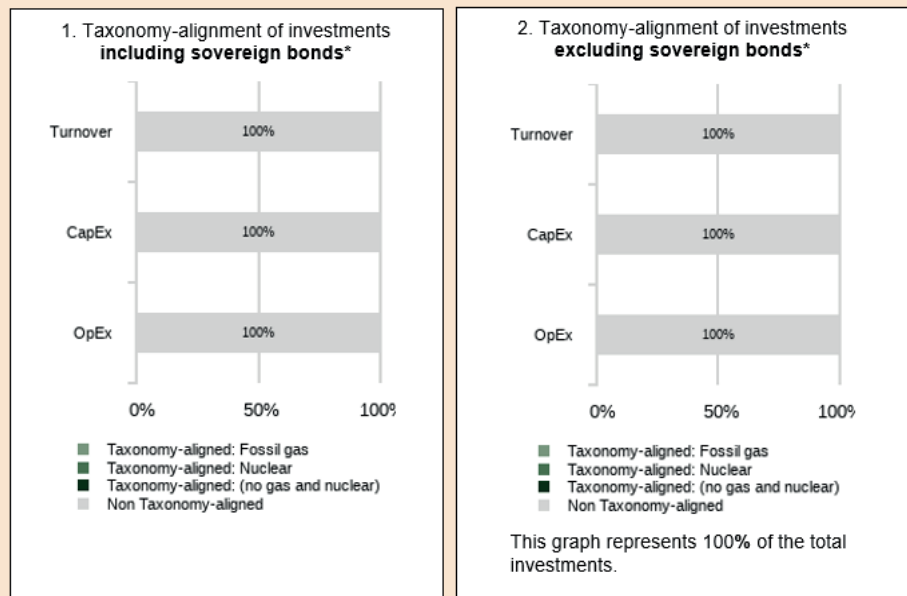 1. Taxonomy-alignment of investments
including sovereign bonds*
Turnover
100%
CapEx
100%
OpEx
100%
0% 50% 100%
Taxonomy-aligned: Fossil gas
Taxonomy-aligned: Nuclear
Taxonomy-aligned: (no gas and nuclear)
Non Taxonomy-aligned
2. Taxonomy-alignment of investments
excluding sovereign bonds*
Turnover
100%
CapEx
100%
OpEx
100%
0% 50% 100%
Taxonomy-aligned: Fossil gas
Taxonomy-aligned: Nuclear
Taxonomy-aligned: (no gas and nuclear)
Non Taxonomy-aligned
This graph represents 100% of the total
investments.